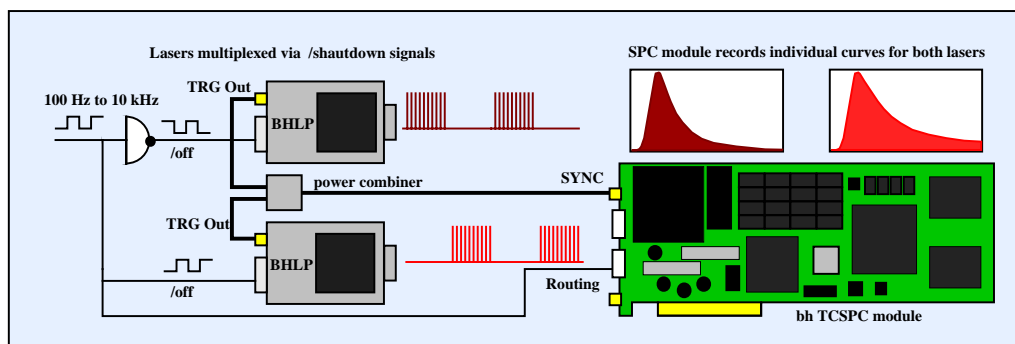 Lasers multiplexed via /shautdown signals
SPC module records individual curves for both lasers
TRG Out
100 Hz to 10 kHz
BHLP
/off
power combiner
SYNC
TRG Out
BHLP
/off
Routing
bh TCSPC module